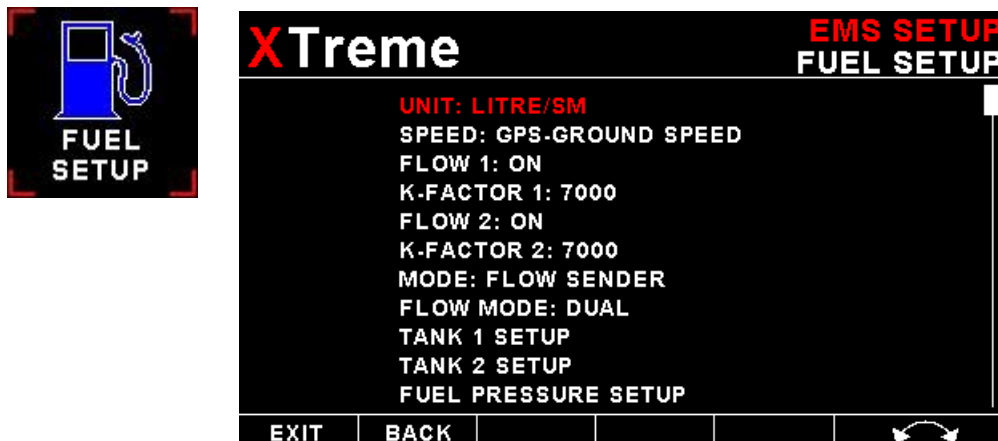 FUEL
SETUP
XTreme
EMS SETUP
FUEL SETUP
UNIT: LITRE/SM
SPEED: GPS-GROUND SPEED
FLOW 1: ON
K-FACTOR 1: 7000
FLOW 2: ON
K-FACTOR 2: 7000
MODE: FLOW SENDER
FLOW MODE: DUAL
TANK 1 SETUP
TANK 2 SETUP
FUEL PRESSURE SETUP
EXIT BACK